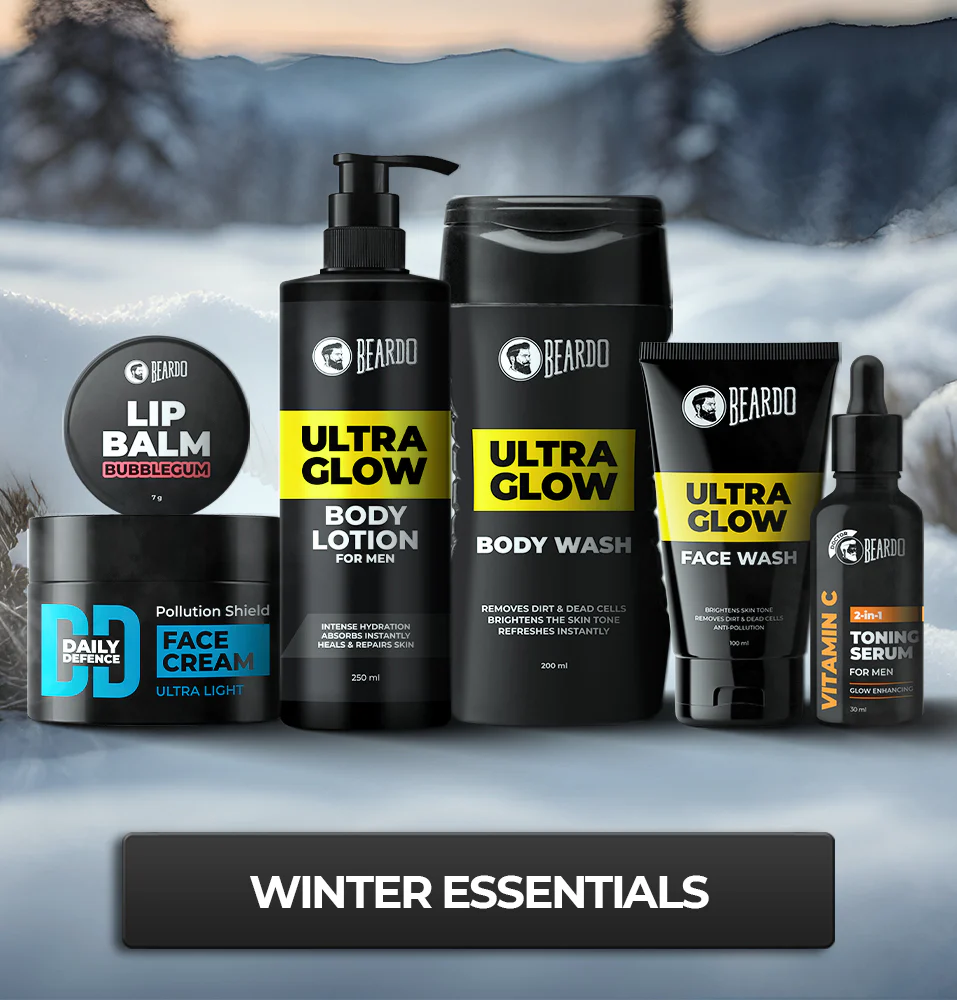 BEARDO
LIP
BALM
BUBBLEGUM
7 g
DD
DAILY
DEFENCE
Pollution Shield
FACE
CREAM
ULTRA LIGHT
BEARDO
ULTRA
GLOW
BODY
LOTION
FOR MEN
INTENSE HYDRATION
ABSORBS INSTANTLY
HEALS & REPAIRS SKIN
250 ml
BEARDO
ULTRA
GLOW
BODY WASH
REMOVES DIRT & DEAD CELLS
BRIGHTENS THE SKIN TONE
REFRESHES INSTANTLY
200 ml
BEARDO
ULTRA
GLOW
FACE WASH
BRIGHTENS SKIN TONE
REMOVES DIRT & DEAD CELLS
ANTI-POLLUTION
100 ml
DOCTOR
BEARDO
VITAMIN C
2-in-1
TONING
SERUM
FOR MEN
GLOW ENHANCING
30 ml
WINTER ESSENTIALS